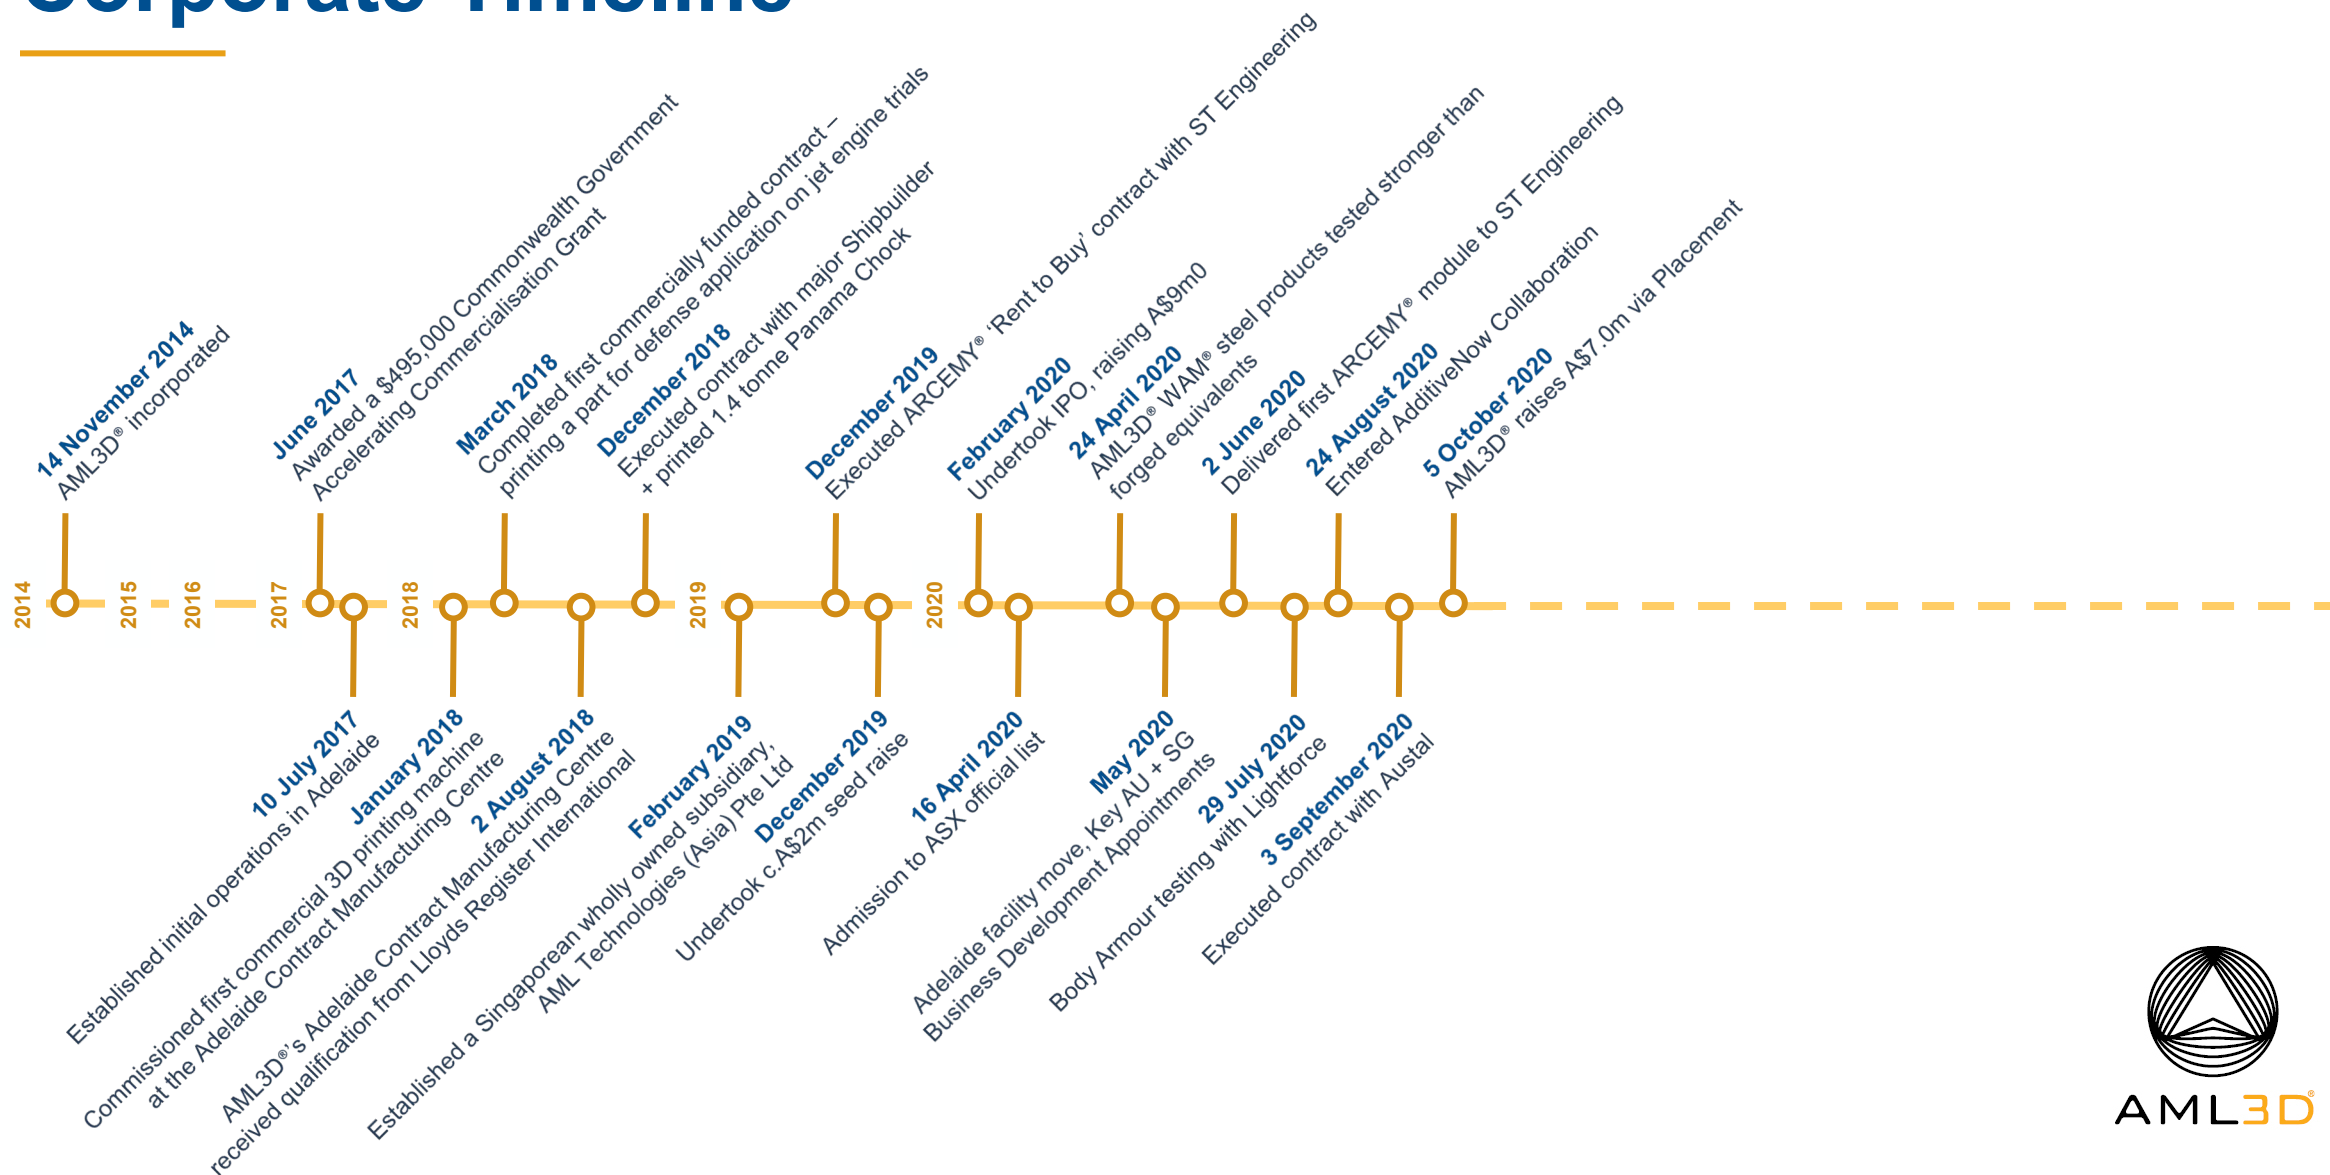 Corporate Timeline
14 November 2014
AML3D® incorporated
June 2017
Awarded a $495,000 Commonwealth Government
Accelerating Commercialisation Grant
March 2018
Completed first commercially funded contract –
printing a part for defense application on jet engine trials
December 2018
Executed contract with major Shipbuilder
+ printed 1.4 tonne Panama Chock
December 2019
Executed ARCEMY® ‘Rent to Buy’ contract with ST Engineering
February 2020
Undertook IPO, raising A$9m0
24 April 2020
AML3D® WAM® steel products tested stronger than
forged equivalents
2 June 2020
Delivered first ARCEMY® module to ST Engineering
24 August 2020
Entered AdditiveNow Collaboration
5 October 2020
AML3D® raises A$7.0m via Placement
2014
2015
2016
2017
2018
2019
2020
10 July 2017
Established initial operations in Adelaide
January 2018
Commissioned first commercial 3D printing machine
at the Adelaide Contract Manufacturing Centre
2 August 2018
AML3D®’s Adelaide Contract Manufacturing Centre
received qualification from Lloyds Register International
February 2019
Established a Singaporean wholly owned subsidiary,
AML Technologies (Asia) Pte Ltd
December 2019
Undertook c.A$2m seed raise
16 April 2020
Admission to ASX official list
May 2020
Adelaide facility move, Key AU + SG
Business Development Appointments
29 July 2020
Body Armour testing with Lightforce
3 September 2020
Executed contract with Austal
AML3D®